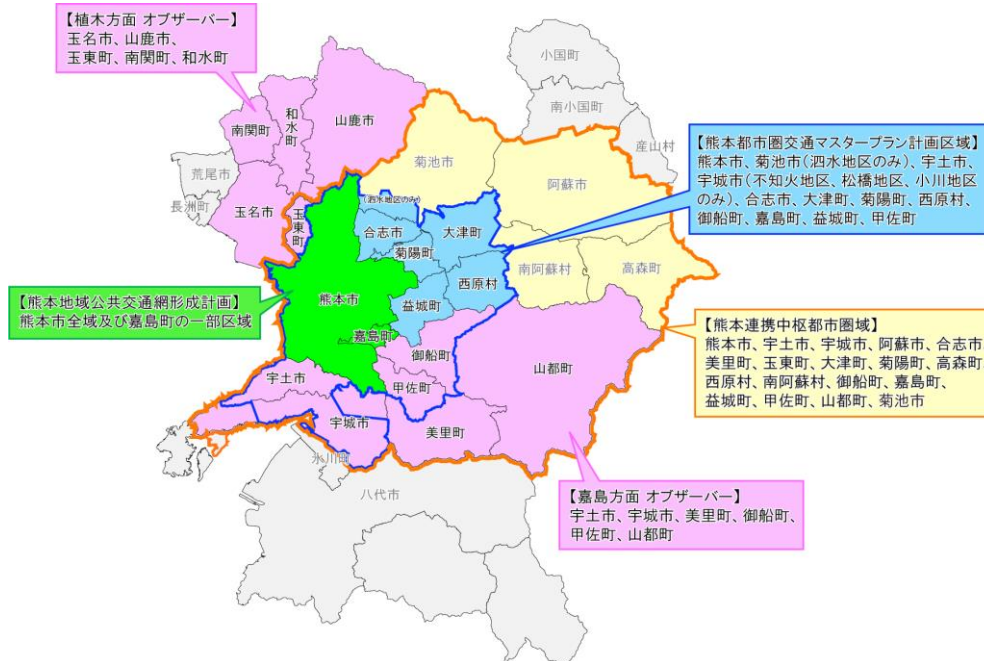 【植木方面 オブザーバー】
玉名市、山鹿市、
玉東町、南関町、和水町
小国町
南小国町
産山村
和水町
山鹿市
南関町
菊池市
阿蘇市
【熊本都市圏交通マスタープラン計画区域】
熊本市、菊池市(泗水地区のみ)、宇土市、
宇城市(不知火地区、松橋地区、小川地区
のみ)、合志市、大津町、菊陽町、西原村、
御船町、嘉島町、益城町、甲佐町
荒尾市
長洲町
玉名市
玉東町
(泗水地区のみ)
合志市
大津町
菊陽町
南阿蘇村
高森町
西原村
熊本市
益城町
【熊本地域公共交通網形成計画】
熊本市全域及び嘉島町の一部区域
嘉島町
御船町
山都町
【熊本連携中枢都市圏域】
熊本市、宇土市、宇城市、阿蘇市、合志市、
美里町、玉東町、大津町、菊陽町、高森町、
西原村、南阿蘇村、御船町、嘉島町、
益城町、甲佐町、山都町、菊池市
宇土市
甲佐町
宇城市
美里町
氷川町
八代市
【嘉島方面 オブザーバー】
宇土市、宇城市、美里町、御船町、
甲佐町、山都町